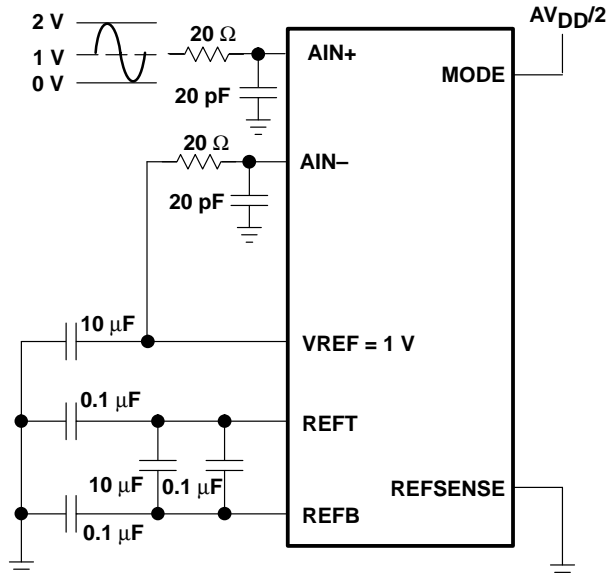 2 V
1 V
0 V
20 Ω
20 pF
AIN+
AVDD/2
MODE
20 Ω
20 pF
AIN–
10 μF
VREF = 1 V
0.1 μF
REFT
10 μF
0.1 μF
REFSENSE
REFB
0.1 μF